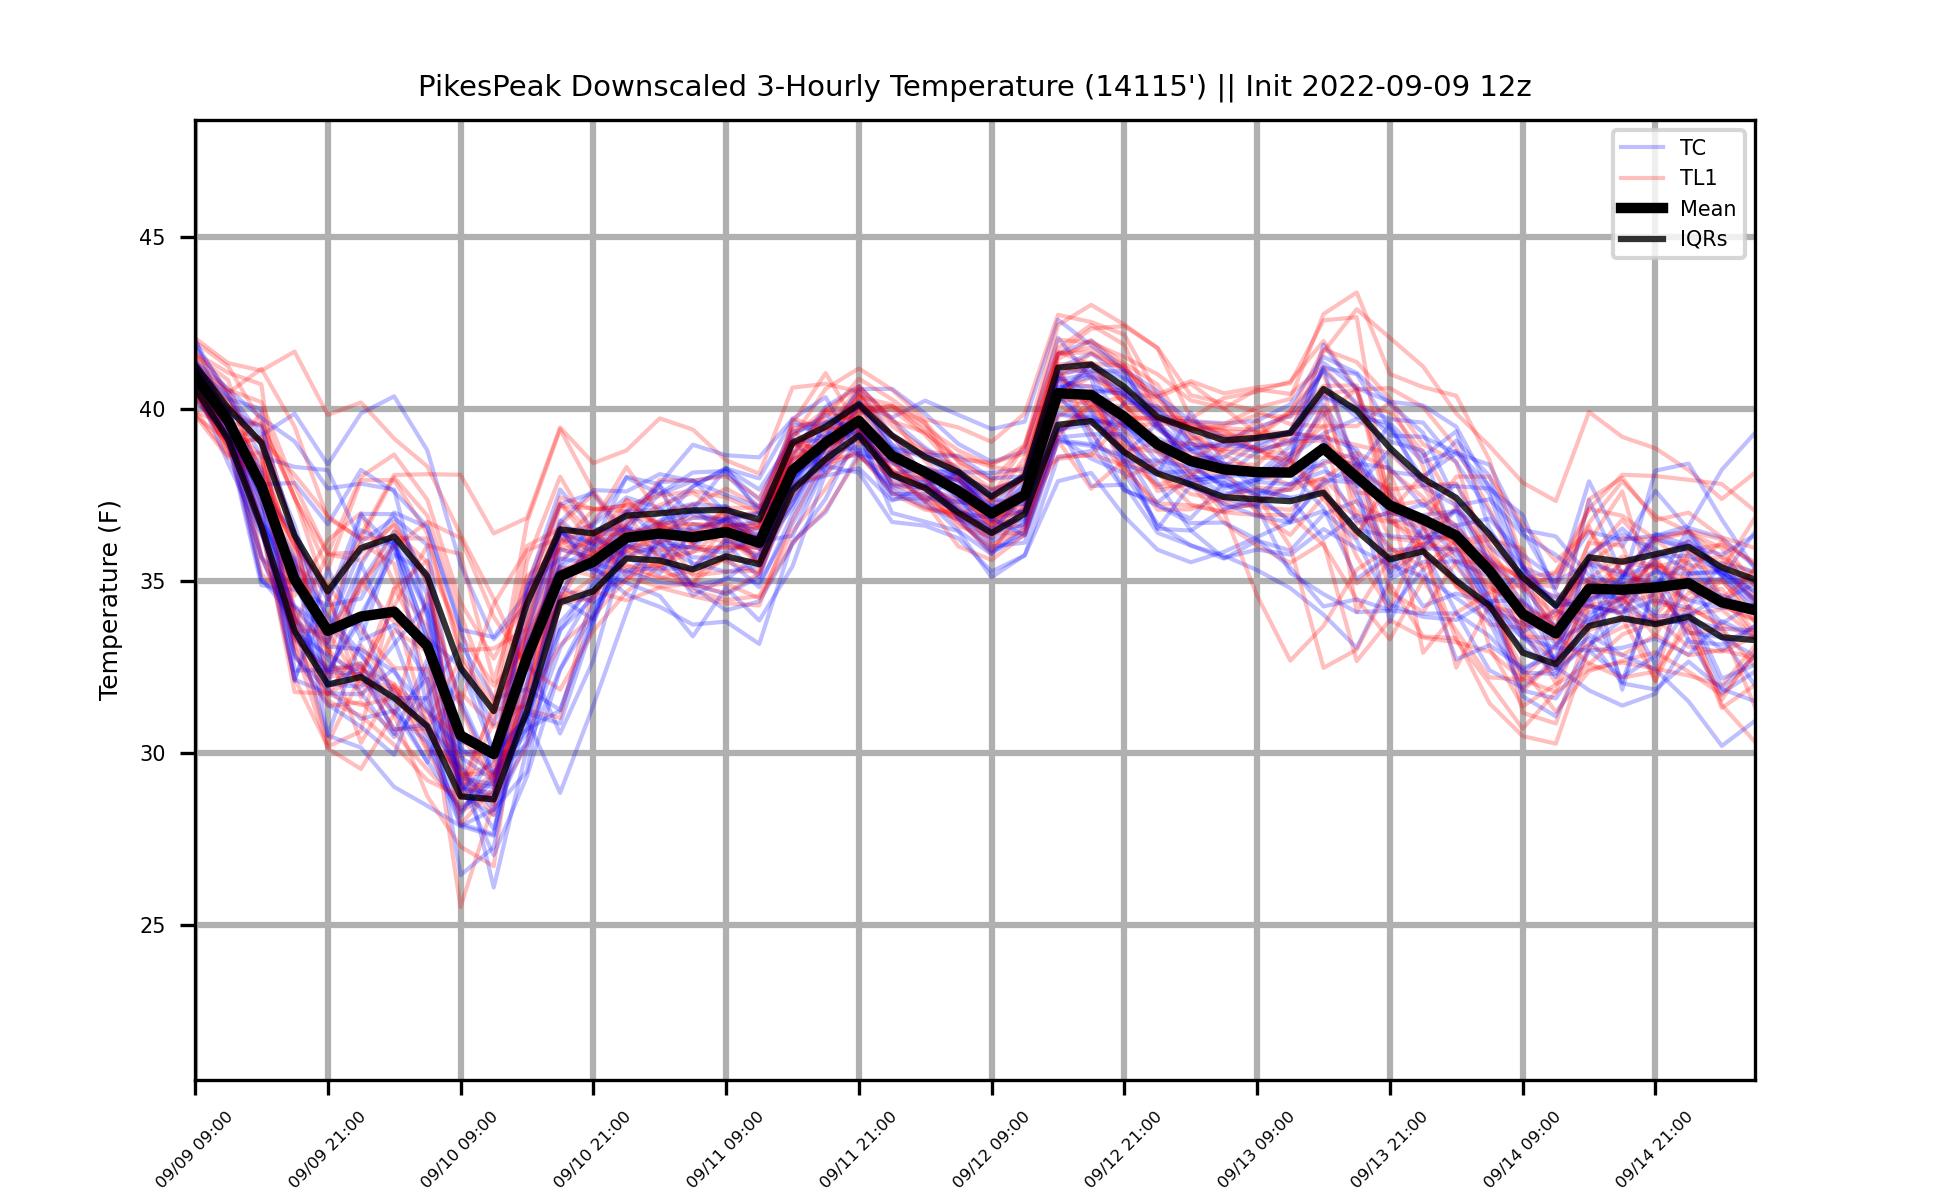 PikesPeak Downscaled 3-Hourly Temperature (14115') || Init 2022-09-09 12z
TC
TL1
Mean
IQRs
Temperature (F)
45
40
35
30
25
09/09 09:00
09/09 21:00
09/10 09:00
09/10 21:00
09/11 09:00
09/11 21:00
09/12 09:00
09/12 21:00
09/13 09:00
09/13 21:00
09/14 09:00
09/14 21:00